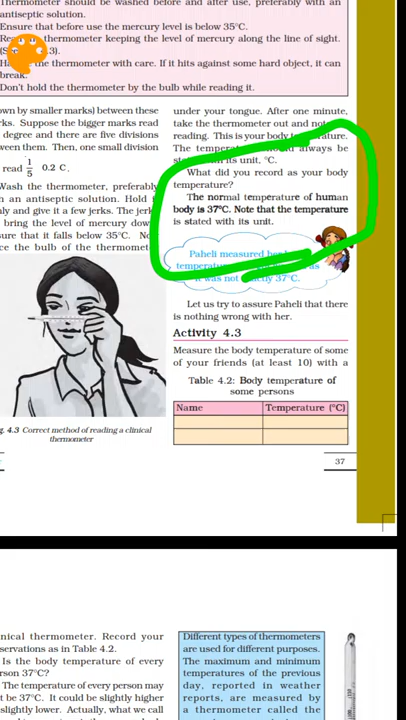 Thermometer should be washed before and after use, preferably with an
antiseptic solution.
Ensure that before use the mercury level is below 35°C.
Read thermometer keeping the level of mercury along the line of sight.
.3).
the thermometer with care. If it hits against some hard object, it can
break.
Don't hold the thermometer by the bulb while reading it.
own by smaller marks) between these
rks. Suppose the bigger marks read
degree and there are five divisions
ween them. Then, one small division
read 1/5 0.2 C.
Wash the thermometer, preferably
h an antiseptic solution. Hold
nly and give it a few jerks. The jerk
bring the level of mercury down
sure that it falls below 35°C. No
ce the bulb of the thermomete
g. 4.3 Correct method of reading a clinical
thermometer
under your tongue. After one minute,
take the thermometer out and note
reading. This is your body temperature.
The temperature should always be
its unit, °C.
What did you record as your body
temperature?
The normal temperature of human
body is 37°C. Note that the temperature
is stated with its unit.
Paheli measured her
as
it was not exactly 37°C.
Let us try to assure Paheli that there
is nothing wrong with her.
Activity 4.3
Measure the body temperature of some
of your friends (at least 10) with a
Table 4.2: Body temperature of
some persons
Name Temperature (°C)
37
nical thermometer. Record your
servations as in Table 4.2.
Is the body temperature of every
rson 37°C?
The temperature of every person may
t be 37°C. It could be slightly higher
slightly lower. Actually, what we call
Different types of thermometers
are used for different purposes.
The maximum and minimum
temperatures of the previous
day, reported in weather
reports, are measured by
a thermometer called the